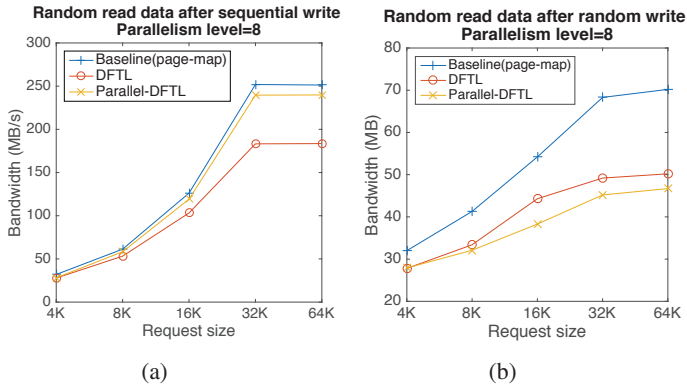 Random read data after sequential write
Parallelism level=8
300
250
200
150
100
50
0
Bandwidth (MB/s)
Baseline(page-map)
DFTL
Parallel-DFTL
4K
8K
16K
32K
64K
Request size
(a)
Random read data after random write
Parallelism level=8
80
70
60
50
40
30
20
Bandwidth (MB)
Baseline(page-map)
DFTL
Parallel-DFTL
4K
8K
16K
32K
64K
Request size
(b)